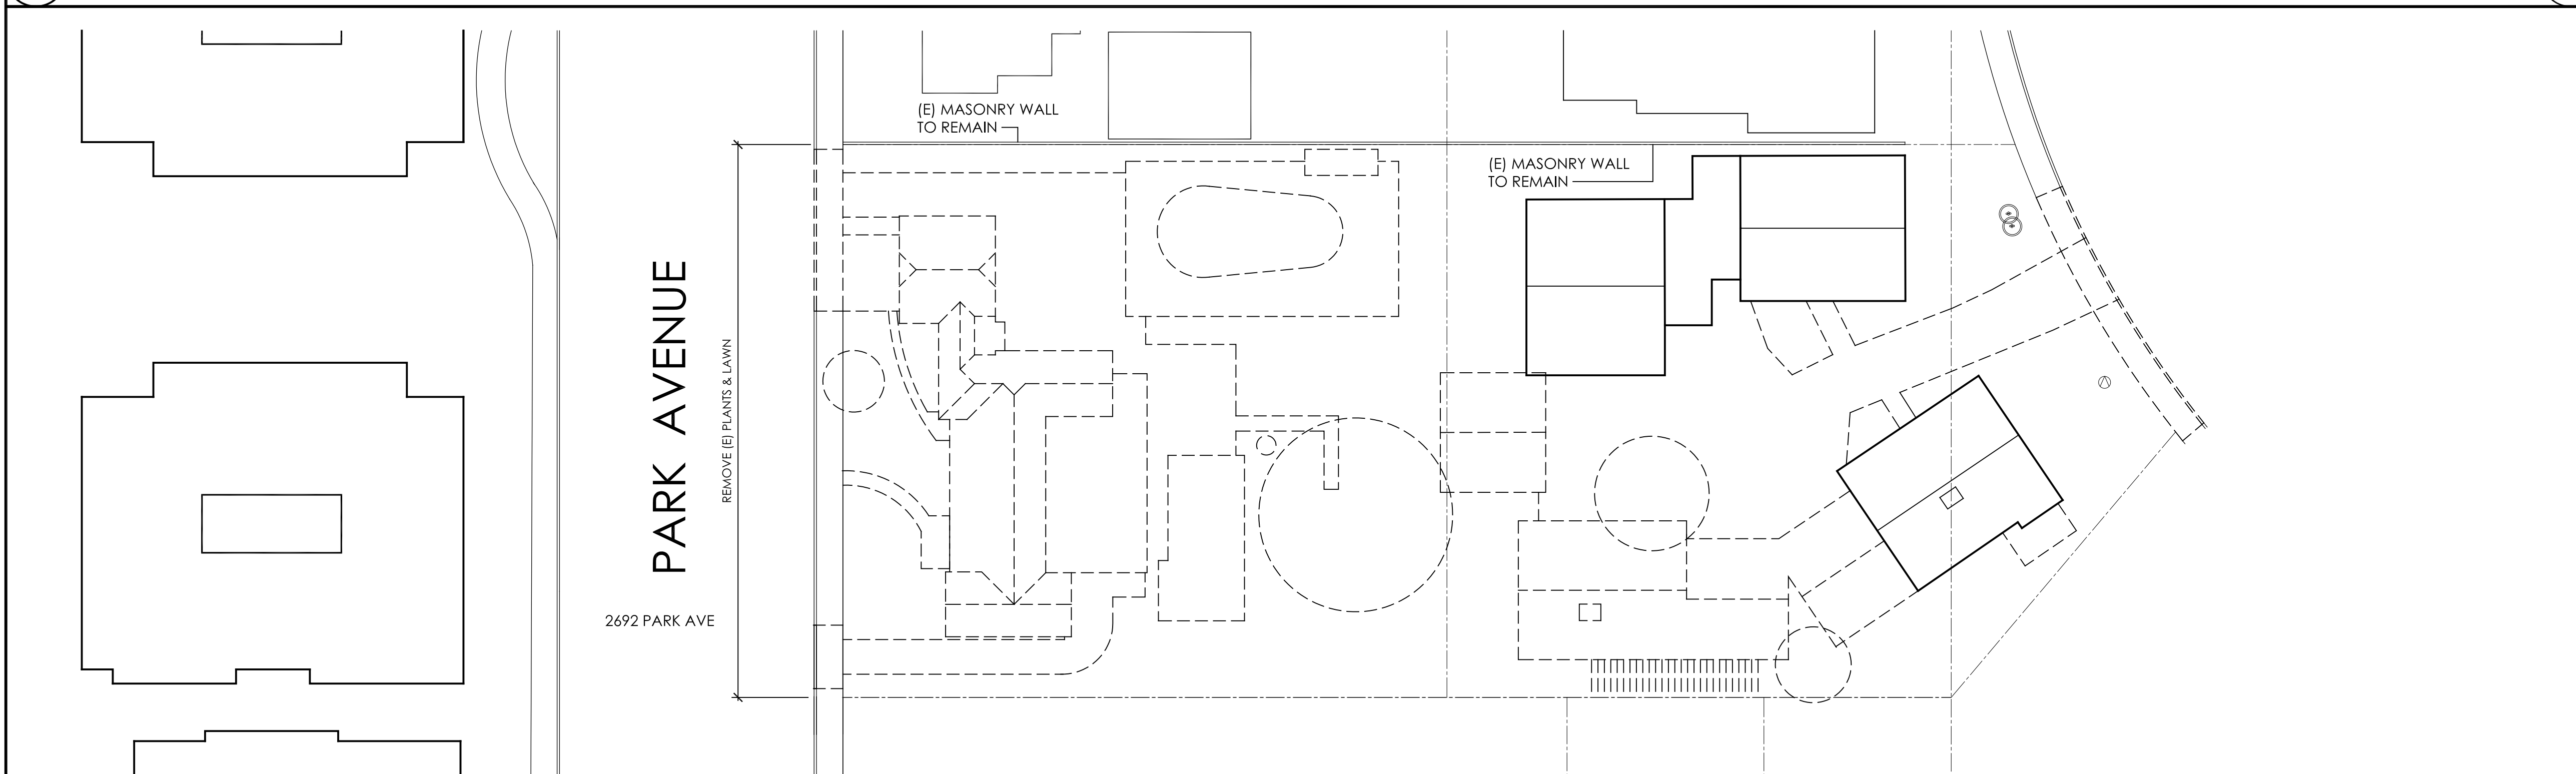 (E) MASONRY WALL
TO REMAIN
(E) MASONRY WALL
TO REMAIN
PARK AVENUE
REMOVE (E) PLANTS & LAWN
2692 PARK AVE